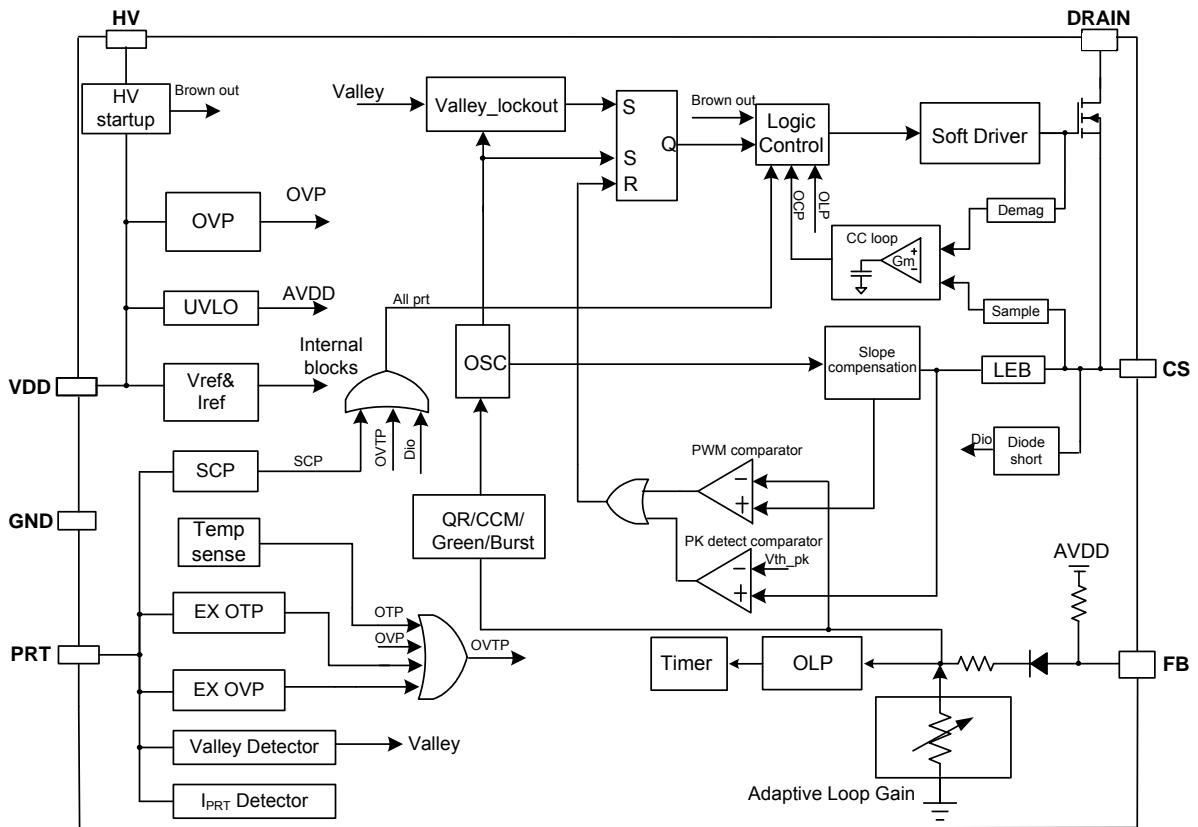 HV
DRAIN
HV
startup
Brown out
Valley
Valley_lockout
S
S
R
Q
Brown out
Logic
Control
Soft Driver
OCP
OLP
Demag
CC loop
Gm
+
−
Sample
OVP
OVP
UVLO
AVDD
All prt
Internal
blocks
OSC
Slope
compensation
LEB
VDD
CS
Vref&
Iref
SCP
SCP
OVTP
Dio
Dio
Diode
short
PWM comparator
−
+
GND
Temp
sense
QR/CCM/
Green/Burst
PK detect comparator
Vth_pk
−
+
AVDD
EX OTP
OTP
OVP
OVTP
PRT
EX OVP
Timer
OLP
FB
Valley Detector
Valley
IPRT Detector
Adaptive Loop Gain